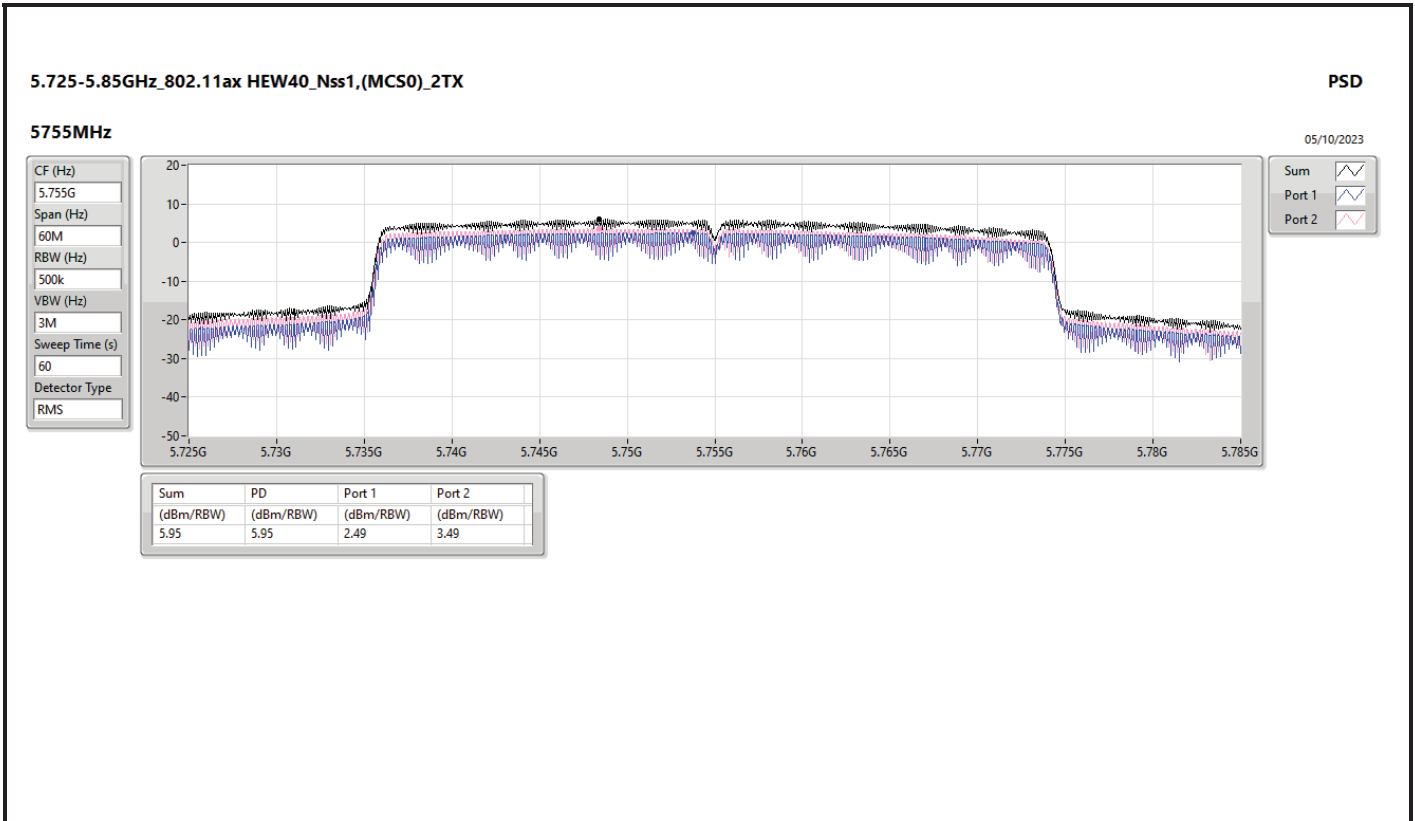 5.725-5.85GHz_802.11ax HEW40_Nss1,(MCS0)_2TX
PSD
5755MHz
05/10/2023
CF (Hz)
5.755G
Span (Hz)
60M
RBW (Hz)
500k
VBW (Hz)
3M
Sweep Time (s)
60
Detector Type
RMS
20
10
0
-10
-20
-30
-40
-50
5.725G 5.73G 5.735G 5.74G 5.745G 5.75G 5.755G 5.76G 5.765G 5.77G 5.775G 5.78G 5.785G
Sum
Port 1
Port 2
Sum PD Port 1 Port 2
(dBm/RBW) (dBm/RBW) (dBm/RBW) (dBm/RBW)
5.95 5.95 2.49 3.49